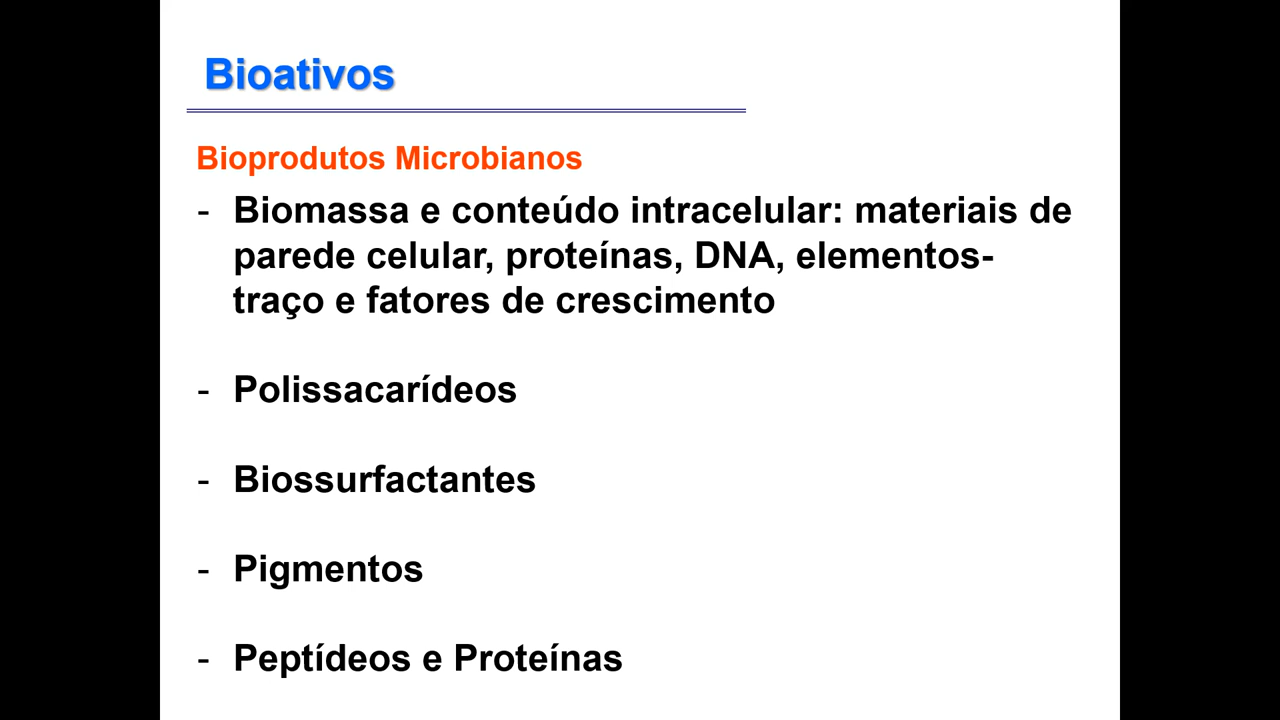 Bioativos
Bioprodutos Microbianos
- Biomassa e conteúdo intracelular: materiais de
parede celular, proteínas, DNA, elementos-
traço e fatores de crescimento
- Polissacarídeos
- Biossurfactantes
- Pigmentos
- Peptídeos e Proteínas